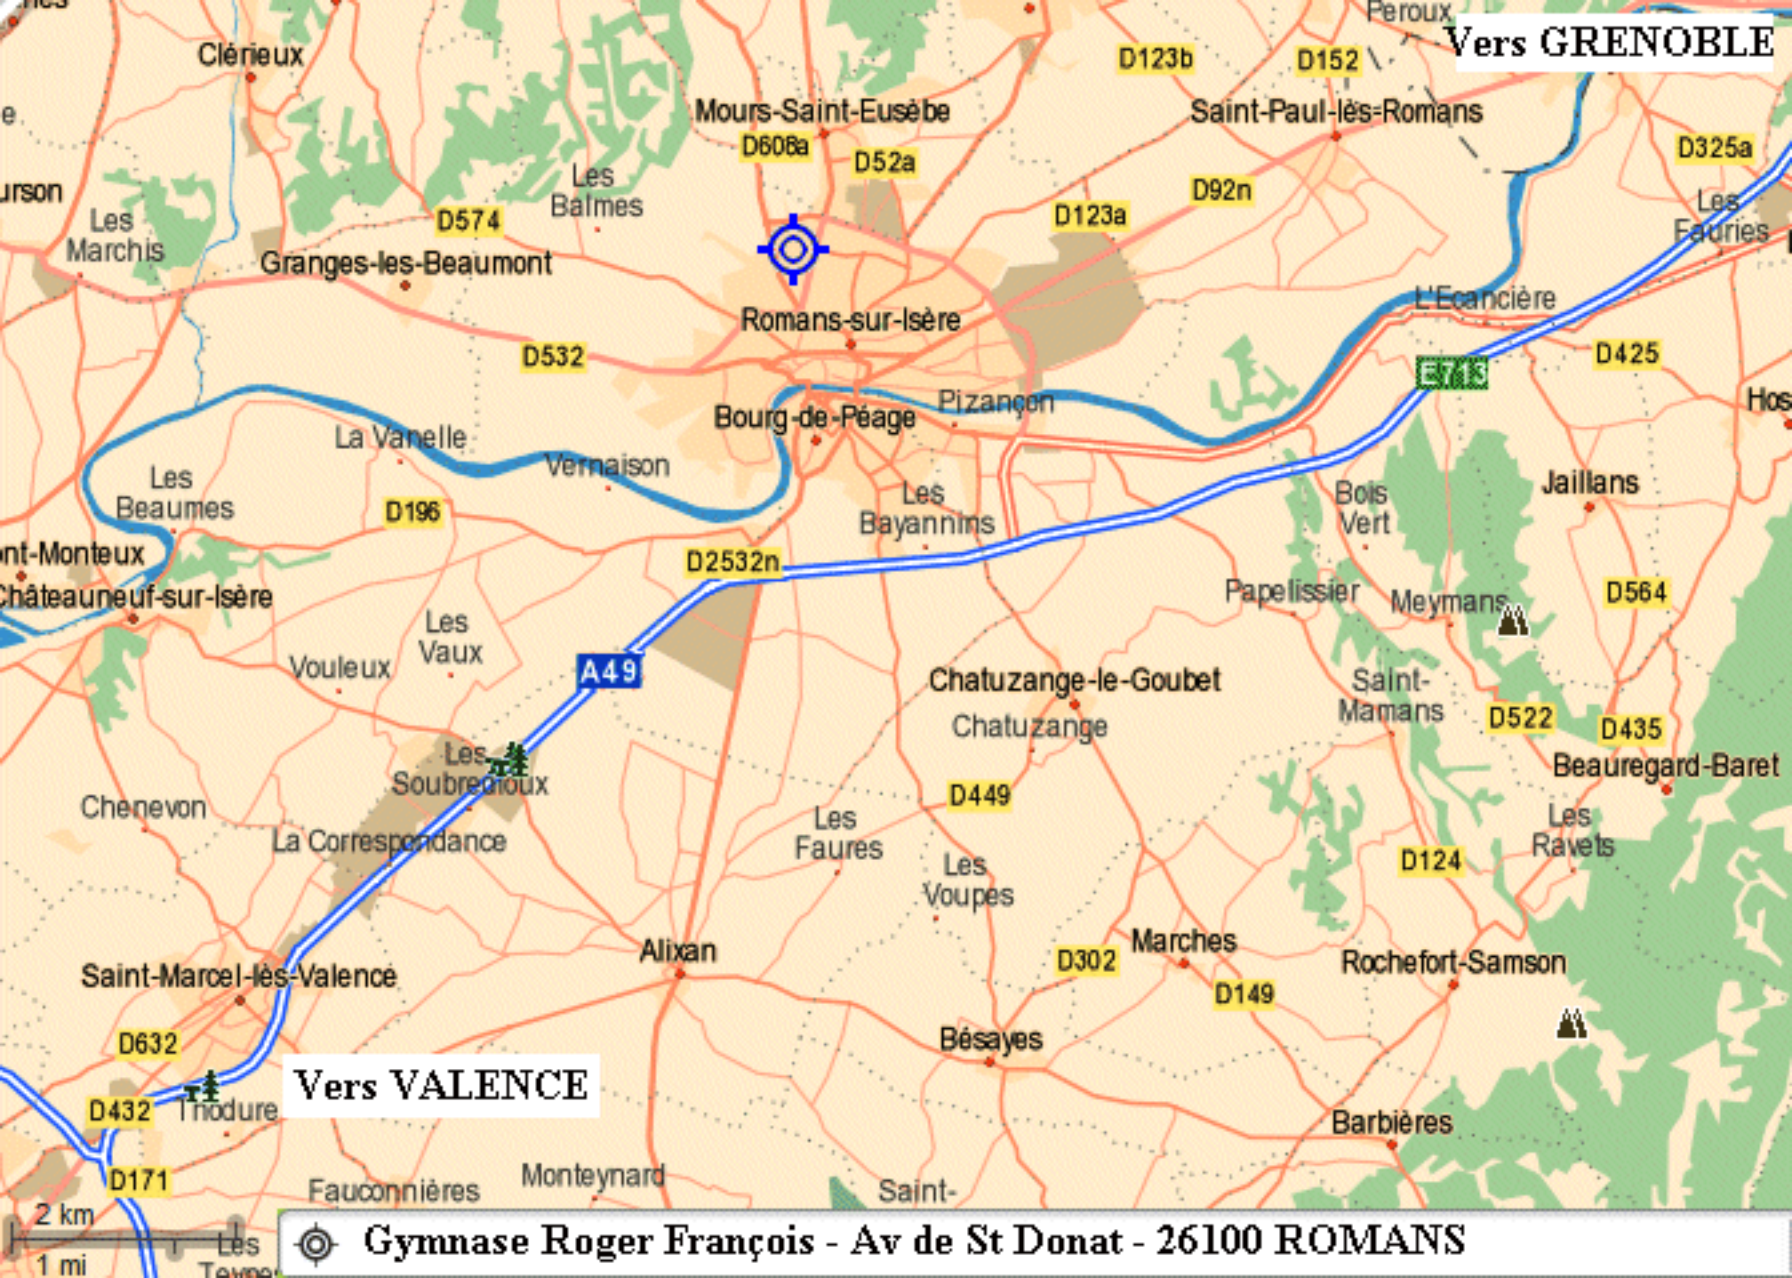 Clérieux
Peroux
Vers GRENOBLE
D123b
D152
Mours-Saint-Eusèbe
Saint-Paul-lès-Romans
D608a
D52a
D325a
Les
Balmes
D92n
urson
Les
Marchis
D574
D123a
Les
Fauries
Granges-les-Beaumont
L'Ecancière
Romans-sur-Isère
D532
D425
E713
Bourg-de-Péage
Pizançon
Hos
La Vanelle
Vernaison
Les
Beaumes
D196
Les
Bayannins
Bois
Vert
Jaillans
ont-Monteux
D2532n
Châteauneuf-sur-Isère
Papelissier
Meymans
D564
Les
Vaux
Vouleux
A49
Chatuzange-le-Goubet
Chatuzange
Saint-
Mamans
D522
D435
Les
Soubredioux
Beauregard-Baret
Chenevon
D449
La Correspondance
Les
Faures
Les
Ravets
Les
Voupes
D124
Alixan
Marches
D302
Rochefort-Samson
Saint-Marcel-lès-Valence
D149
D632
Bésayes
Vers VALENCE
D432
Thodure
Barbières
D171
Monteynard
Fauconnières
Saint-
2 km
1 mi
Les
Gymnase Roger François - Av de St Donat - 26100 ROMANS